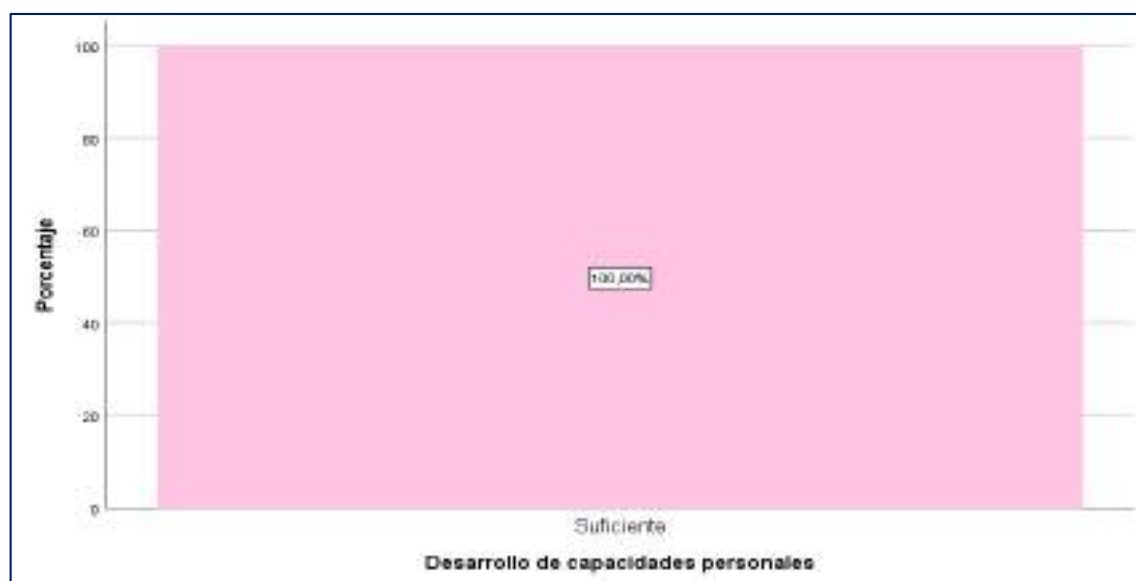 Porcentaje
100
80
60
40
20
0
100,00%
Suficiente
Desarrollo de capacidades personales